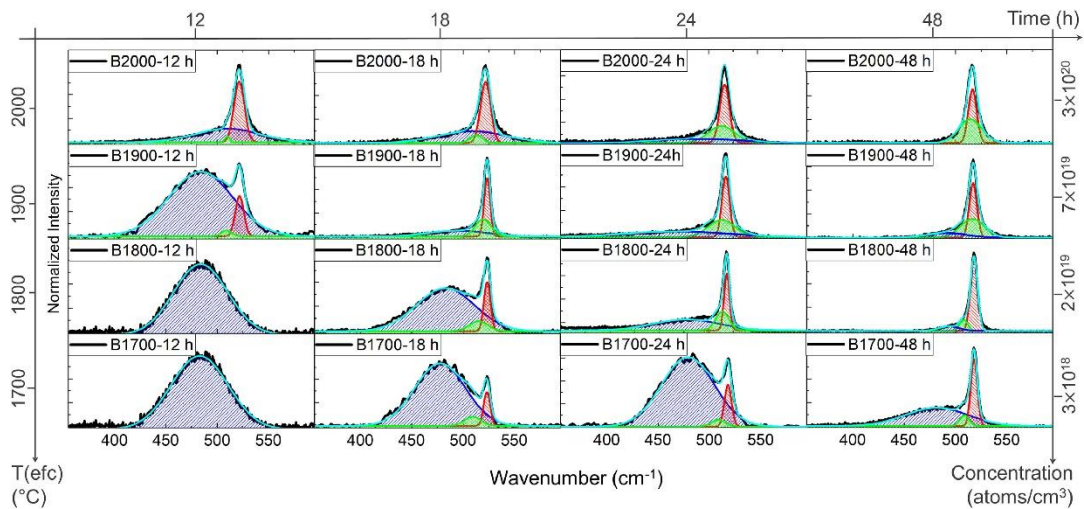 12 18 24 48 Time (h)
B2000-12 h B2000-18 h B2000-24 h B2000-48 h
2000
3×10²⁰
B1900-12 h B1900-18 h B1900-24h B1900-48 h
1900
7×10¹⁹
Normalized Intensity
B1800-12 h B1800-18 h B1800-24 h B1800-48 h
1800
2×10¹⁹
B1700-12 h B1700-18 h B1700-24 h B1700-48 h
1700
3×10¹⁸
400 450 500 550 400 450 500 550 400 450 500 550 400 450 500 550
T(efc)
(°C)
Wavenumber (cm⁻¹)
Concentration
(atoms/cm³)